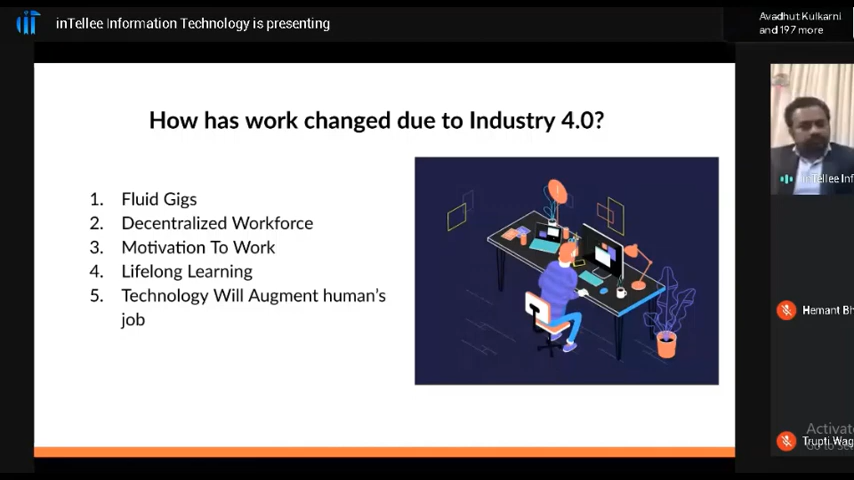 inTellee Information Technology is presenting
Avadhut Kulkarni
and 197 more
How has work changed due to Industry 4.0?
1. Fluid Gigs
2. Decentralized Workforce
3. Motivation To Work
4. Lifelong Learning
5. Technology Will Augment human's
job
inTellee Inf
Hemant Bh
Activate
Trupti Wag